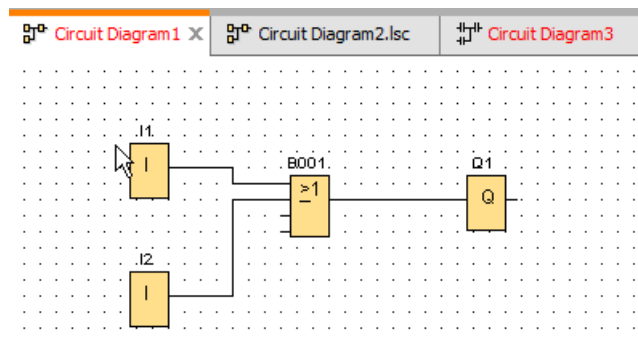 Circuit Diagram1 X Circuit Diagram2.lsc Circuit Diagram3
I1
I
B001
≥1
Q1
Q
I2
I